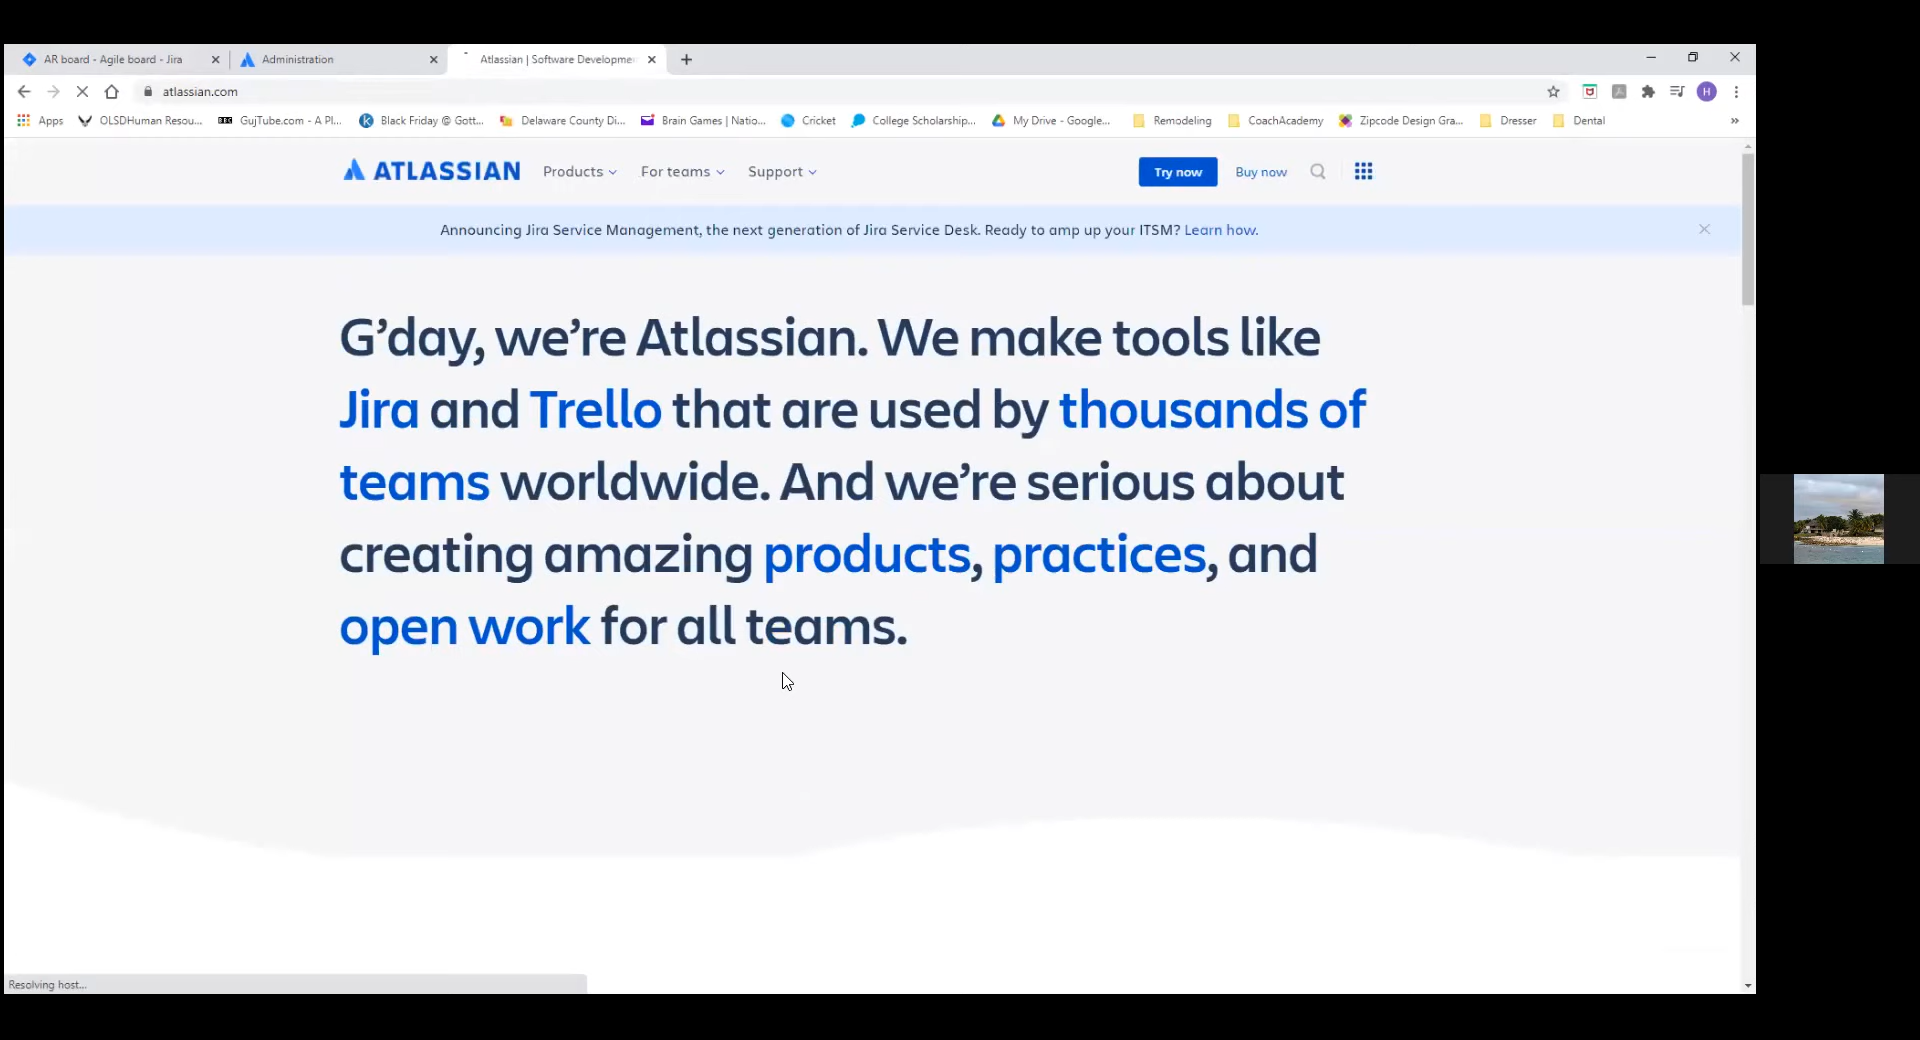 AR board - Agile board - Jira
Administration
Atlassian | Software Developme
atlassian.com
Apps
OLSDHuman Resou...
GujTube.com - A Pl...
Black Friday @ Gott...
Delaware County Di...
Brain Games | Natio...
Cricket
College Scholarship...
My Drive - Google...
Remodeling
CoachAcademy
Zipcode Design Gra...
Dresser
Dental
H
ATLASSIAN
Products
For teams
Support
Try now
Buy now
Announcing Jira Service Management, the next generation of Jira Service Desk. Ready to amp up your ITSM? Learn how.
G’day, we’re Atlassian. We make tools like
Jira and Trello that are used by thousands of
teams worldwide. And we’re serious about
creating amazing products, practices, and
open work for all teams.
Resolving host...